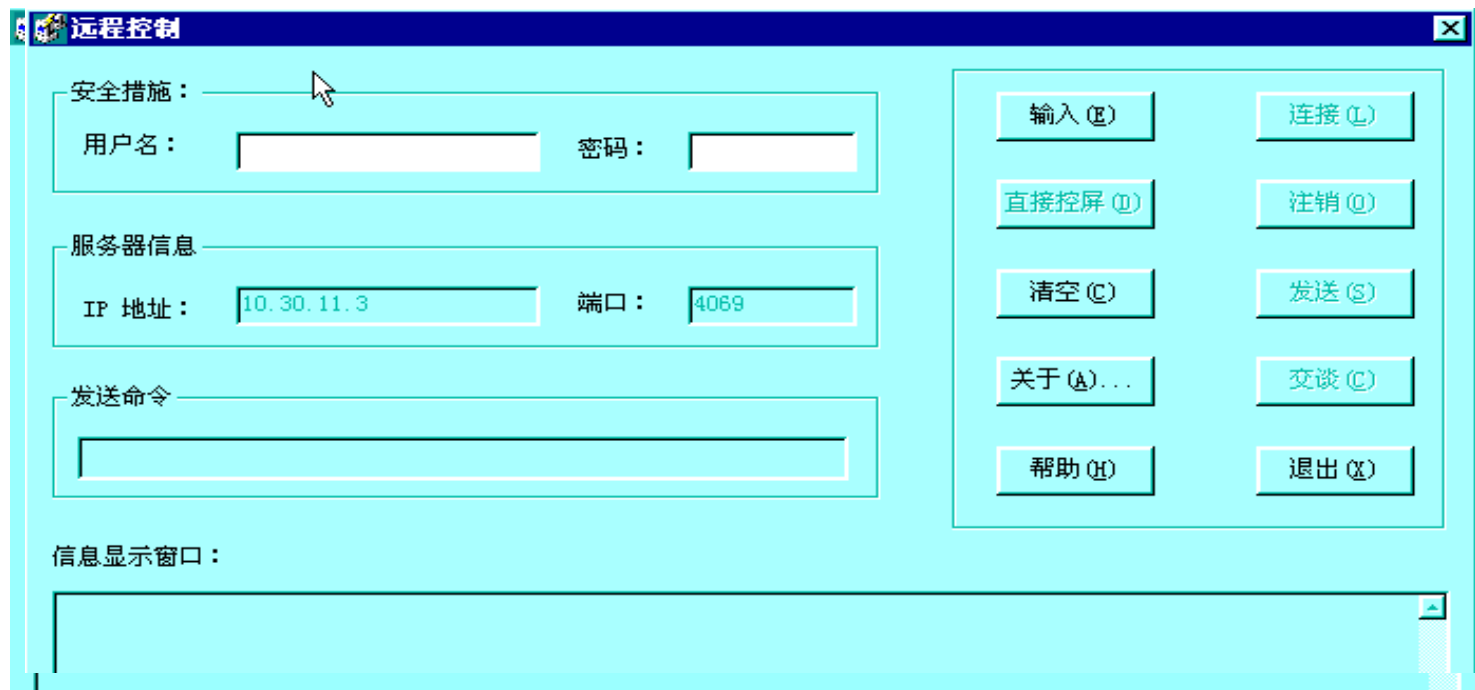 远程控制
安全措施：
用户名： 密码：
服务器信息
IP 地址： 10.30.11.3 端口： 4069
发送命令
信息显示窗口：
输入(E) 连接(L)
直接控屏(D) 注销(O)
清空(C) 发送(S)
关于(A)... 交谈(C)
帮助(H) 退出(X)